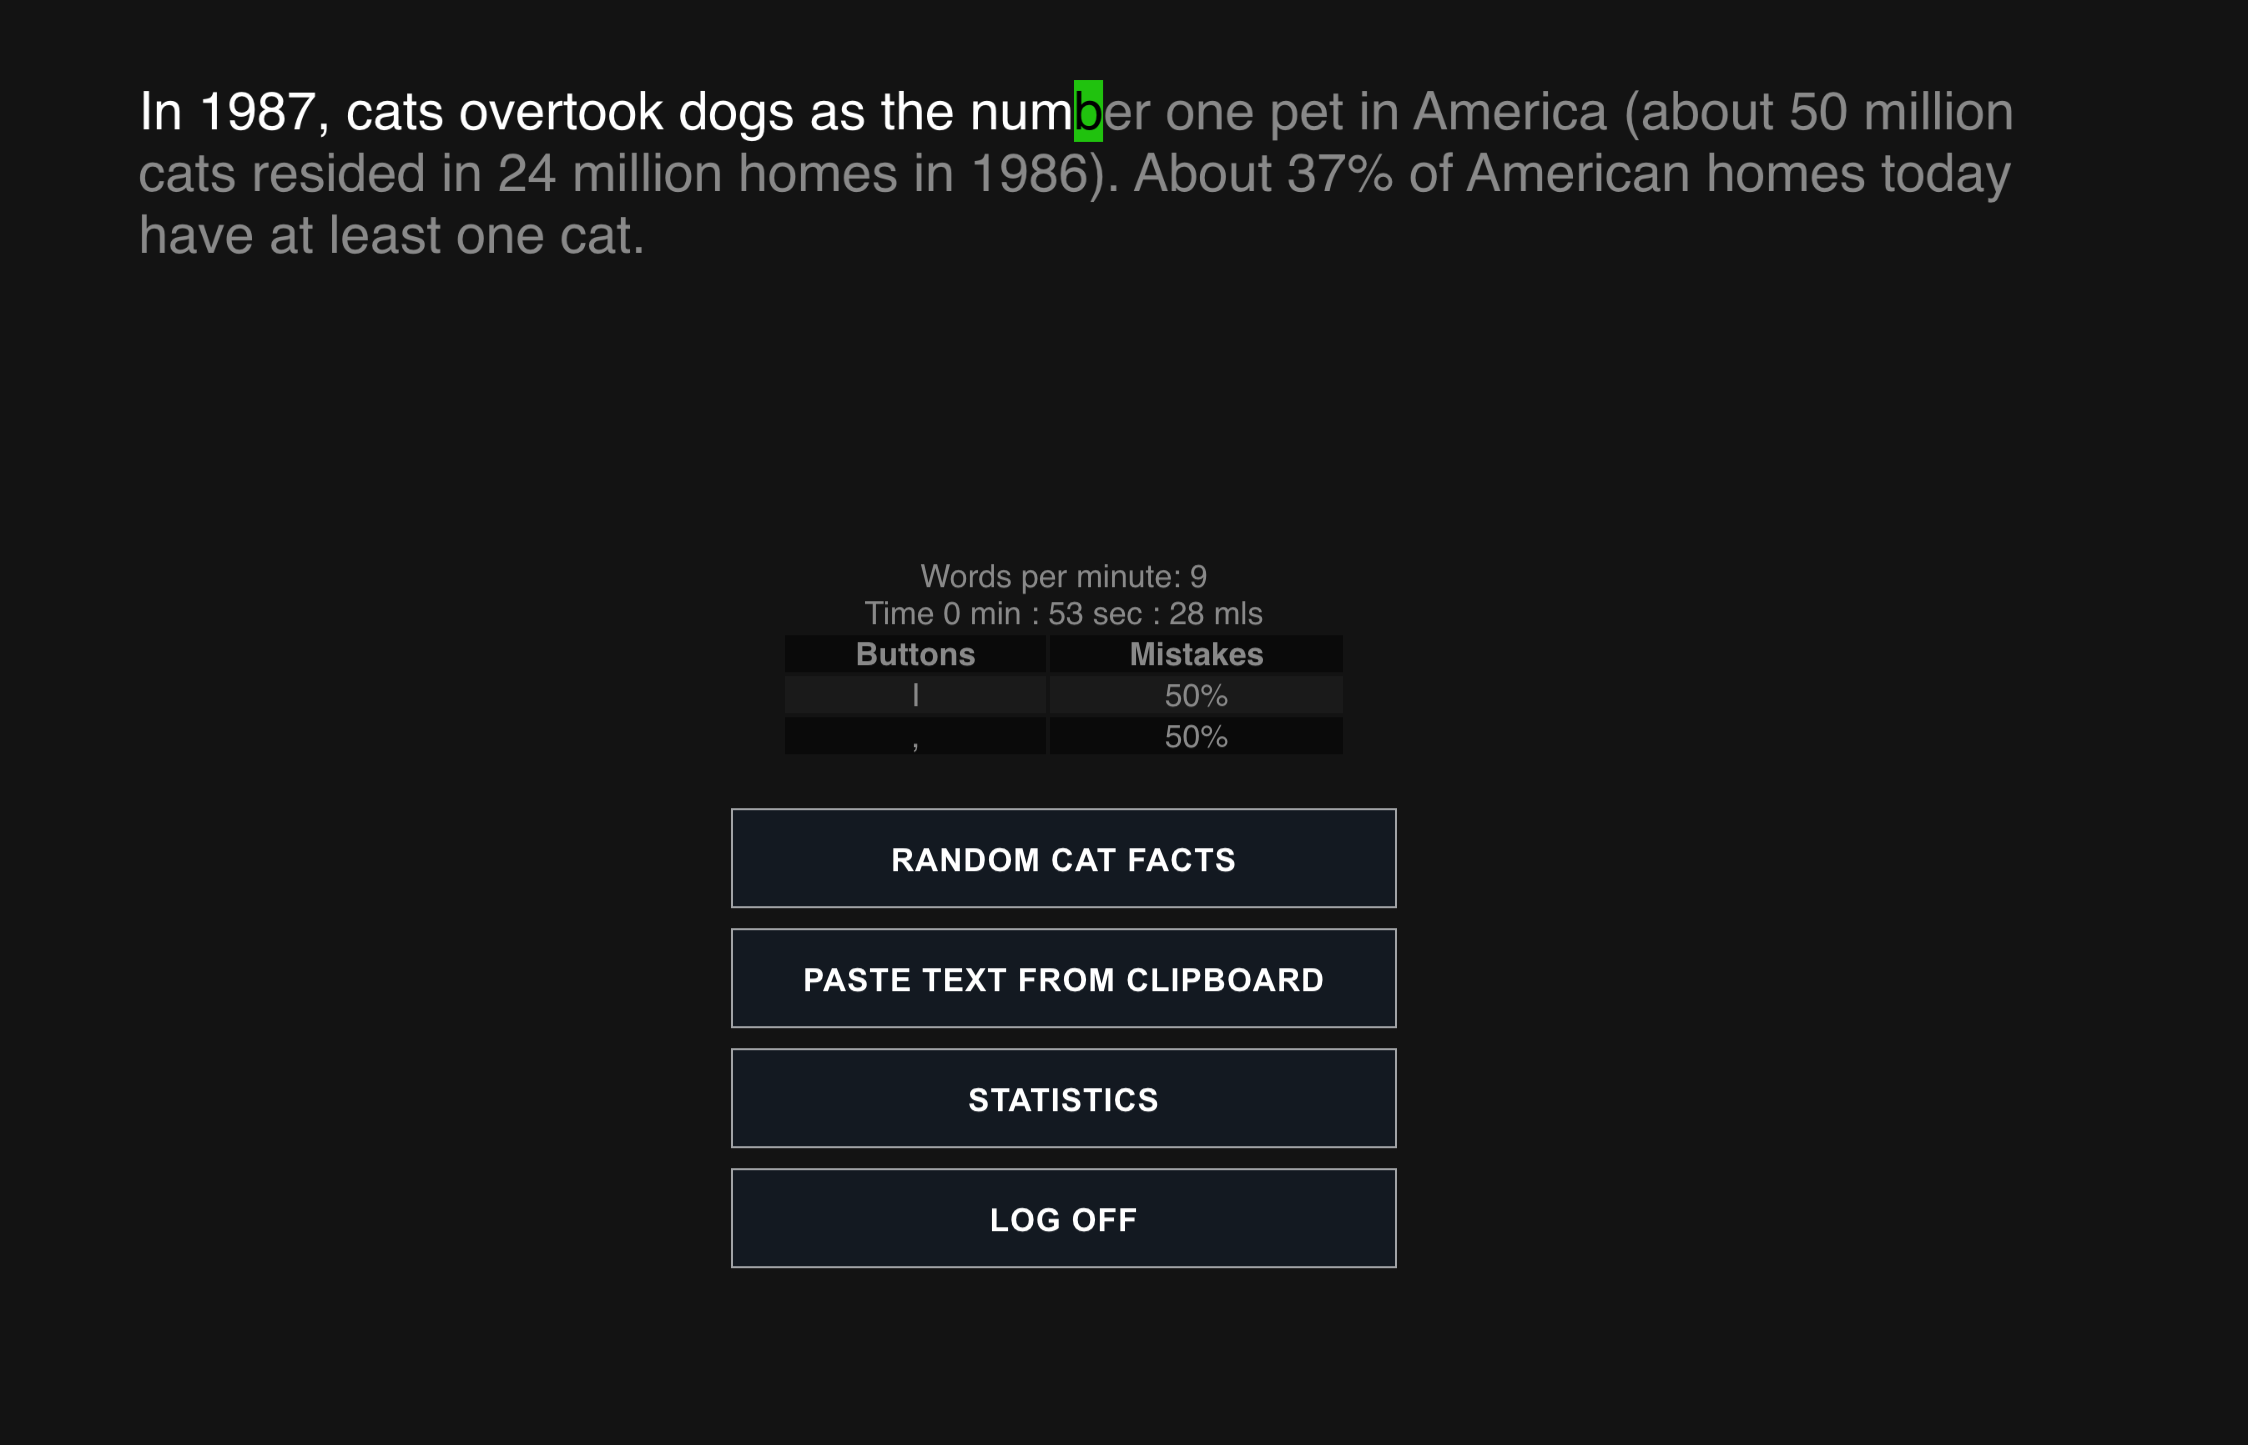 In 1987, cats overtook dogs as the number one pet in America (about 50 million
cats resided in 24 million homes in 1986). About 37% of American homes today
have at least one cat.
Words per minute: 9
Time 0 min : 53 sec : 28 mls
Buttons Mistakes
I 50%
, 50%
RANDOM CAT FACTS
PASTE TEXT FROM CLIPBOARD
STATISTICS
LOG OFF